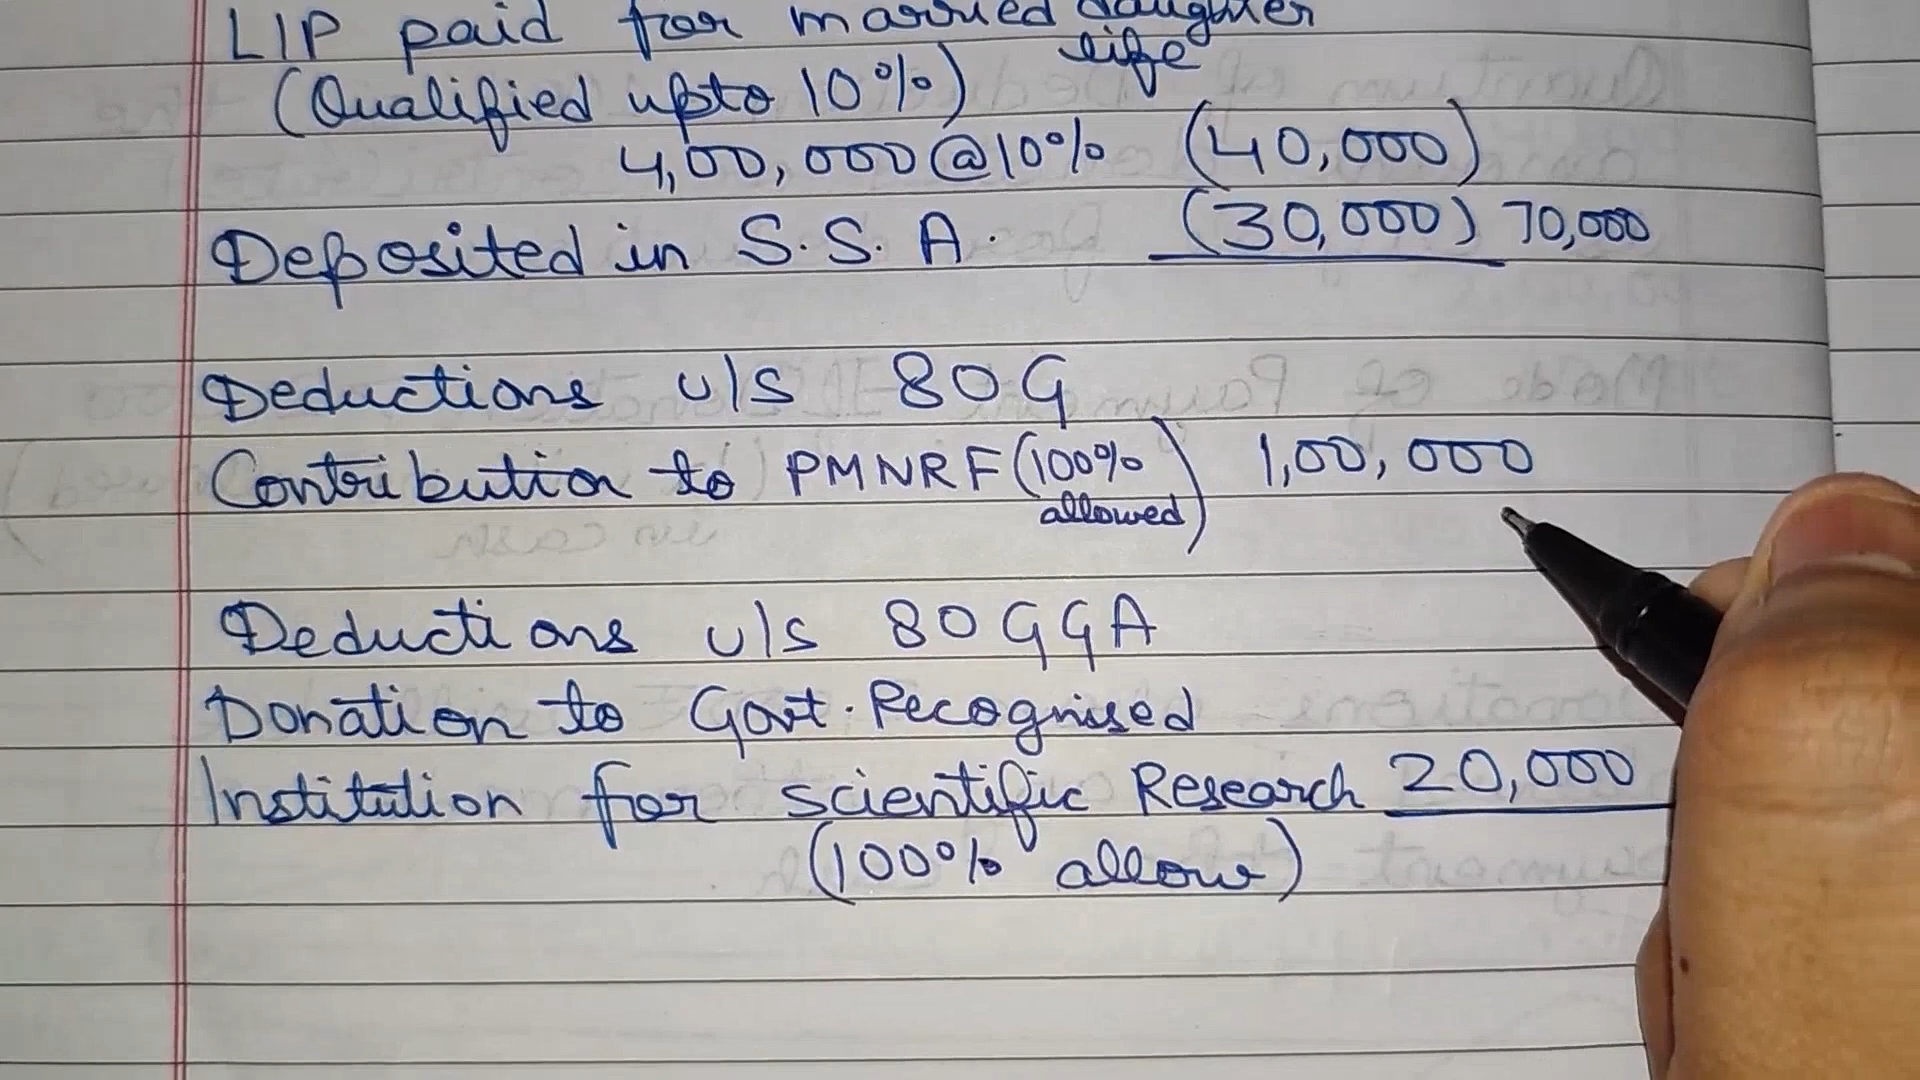 LIP paid for married daughter
life
(Qualified upto 10%)
4,00,000 @10% (40,000)
Deposited in S.S.A. (30,000) 70,000
Deductions u/s 80G
Contribution to PMNRF (100% allowed) 1,00,000
Deductions u/s 80GGA
Donation to Govt. Recognised
Institution for scientific Research 20,000
(100% allow)